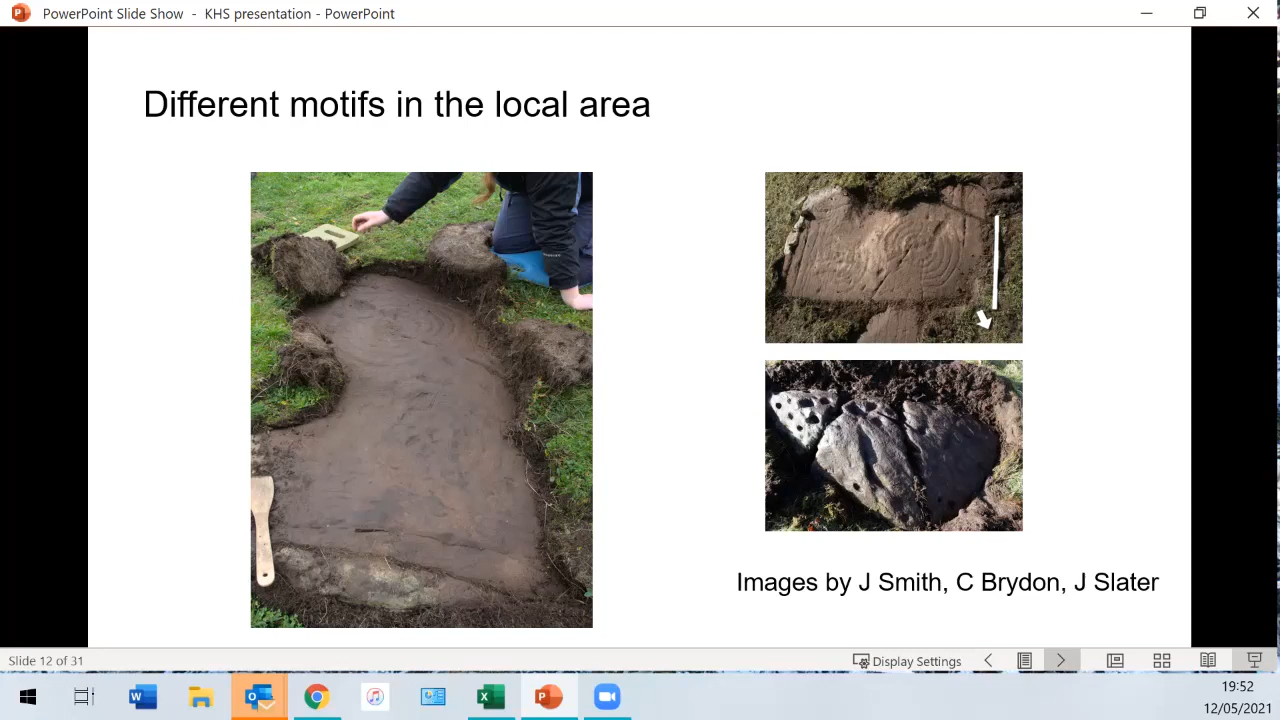 PowerPoint Slide Show - KHS presentation - PowerPoint
Different motifs in the local area
Images by J Smith, C Brydon, J Slater
Slide 12 of 31
Display Settings
19:52
12/05/2021